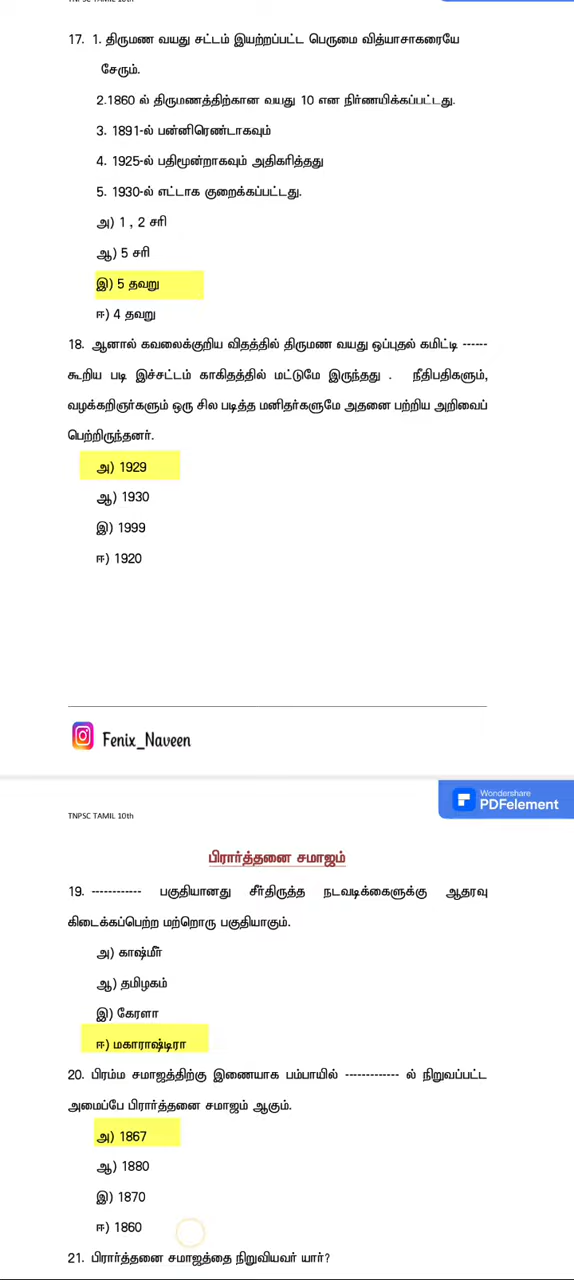 17. 1. திருமண வயது சட்டம் இயற்றப்பட்ட பெருமை வித்யாசாகரையே
சேரும்.
2.1860 ல் திருமணத்திற்கான வயது 10 என நிர்ணயிக்கப்பட்டது.
3. 1891-ல் பன்னிரெண்டாகவும்
4. 1925-ல் பதிமூன்றாகவும் அதிகரித்தது
5. 1930-ல் எட்டாக குறைக்கப்பட்டது.
அ) 1 , 2 சரி
ஆ) 5 சரி
இ) 5 தவறு
ஈ) 4 தவறு
18. ஆனால் கவலைக்குறிய விதத்தில் திருமண வயது ஒப்புதல் கமிட்டி ------
கூறிய படி இச்சட்டம் காகிதத்தில் மட்டுமே இருந்தது . நீதிபதிகளும்,
வழக்கறிஞர்களும் ஒரு சில படித்த மனிதர்களுமே அதனை பற்றிய அறிவைப்
பெற்றிருந்தனர்.
அ) 1929
ஆ) 1930
இ) 1999
ஈ) 1920
Fenix_Naveen
Wondershare
PDFelement
TNPSC TAMIL 10th
பிரார்த்தனை சமாஜம்
19. ------------ பகுதியானது சீர்திருத்த நடவடிக்கைகளுக்கு ஆதரவு
கிடைக்கப்பெற்ற மற்றொரு பகுதியாகும்.
அ) காஷ்மீர்
ஆ) தமிழகம்
இ) கேரளா
ஈ) மகாராஷ்டிரா
20. பிரம்ம சமாஜத்திற்கு இணையாக பம்பாயில் ------------- ல் நிறுவப்பட்ட
அமைப்பே பிரார்த்தனை சமாஜம் ஆகும்.
அ) 1867
ஆ) 1880
இ) 1870
ஈ) 1860
21. பிரார்த்தனை சமாஜத்தை நிறுவியவர் யார்?